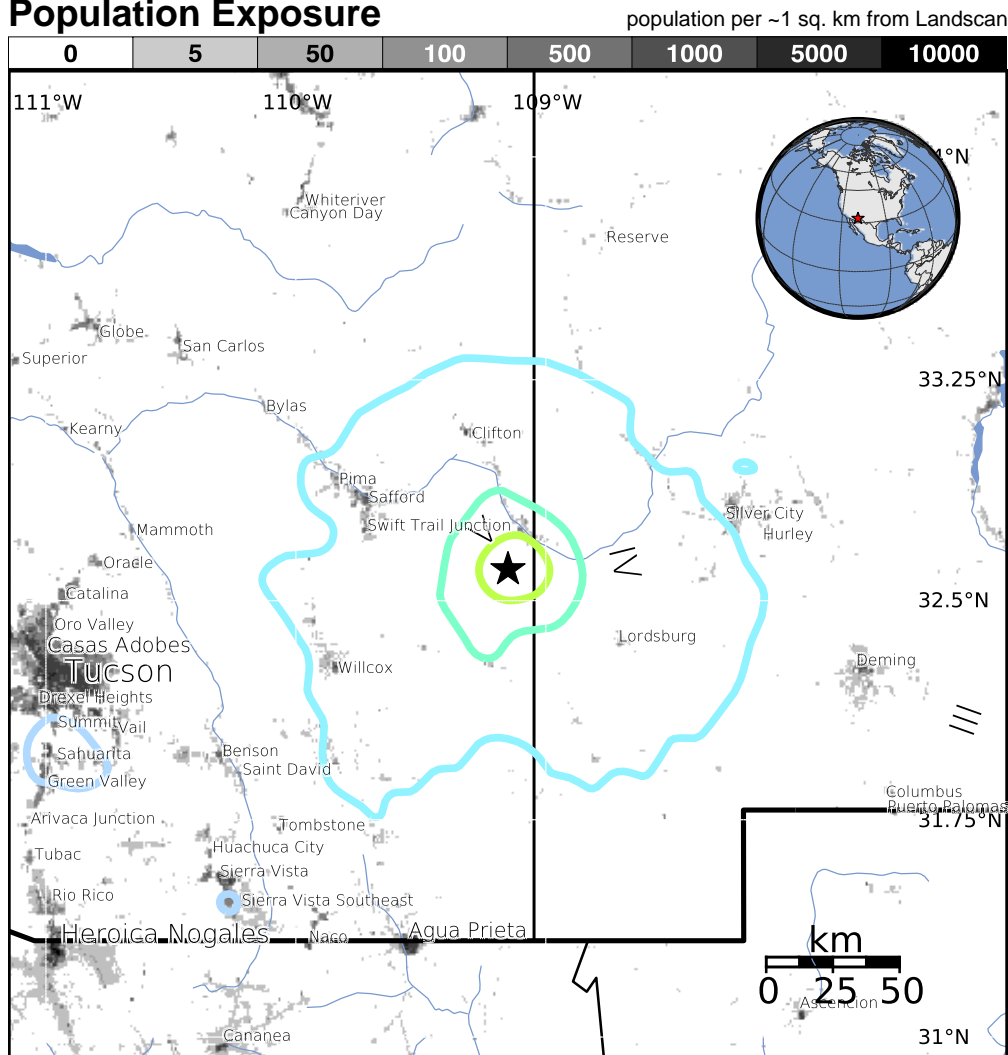 Population Exposure
population per ~1 sq. km from Landscan
0 5 50 100 500 1000 5000 10000
111°W 110°W 109°W
4°N
Whiteriver
Canyon Day
Reserve
Globe
San Carlos
Superior
33.25°N
Bylas
Kearny
Clifton
Pima
Safford
Silver City
Swift Trail Junction
Mammoth
Hurley
V
IV
Oracle
Catalina
32.5°N
Oro Valley
Lordsburg
Casas Adobes
Deming
Tucson
Willcox
Drexel Heights
Summit
Vail
III
Sahuarita
Benson
Saint David
Green Valley
Columbus
Puerto Palomas
Arivaca Junction
31.75°N
Tombstone
Huachuca City
Tubac
Sierra Vista
Rio Rico
Sierra Vista Southeast
Heroica Nogales
Naco
Agua Prieta
km
0 25 50
Ascencion
Cananea
31°N